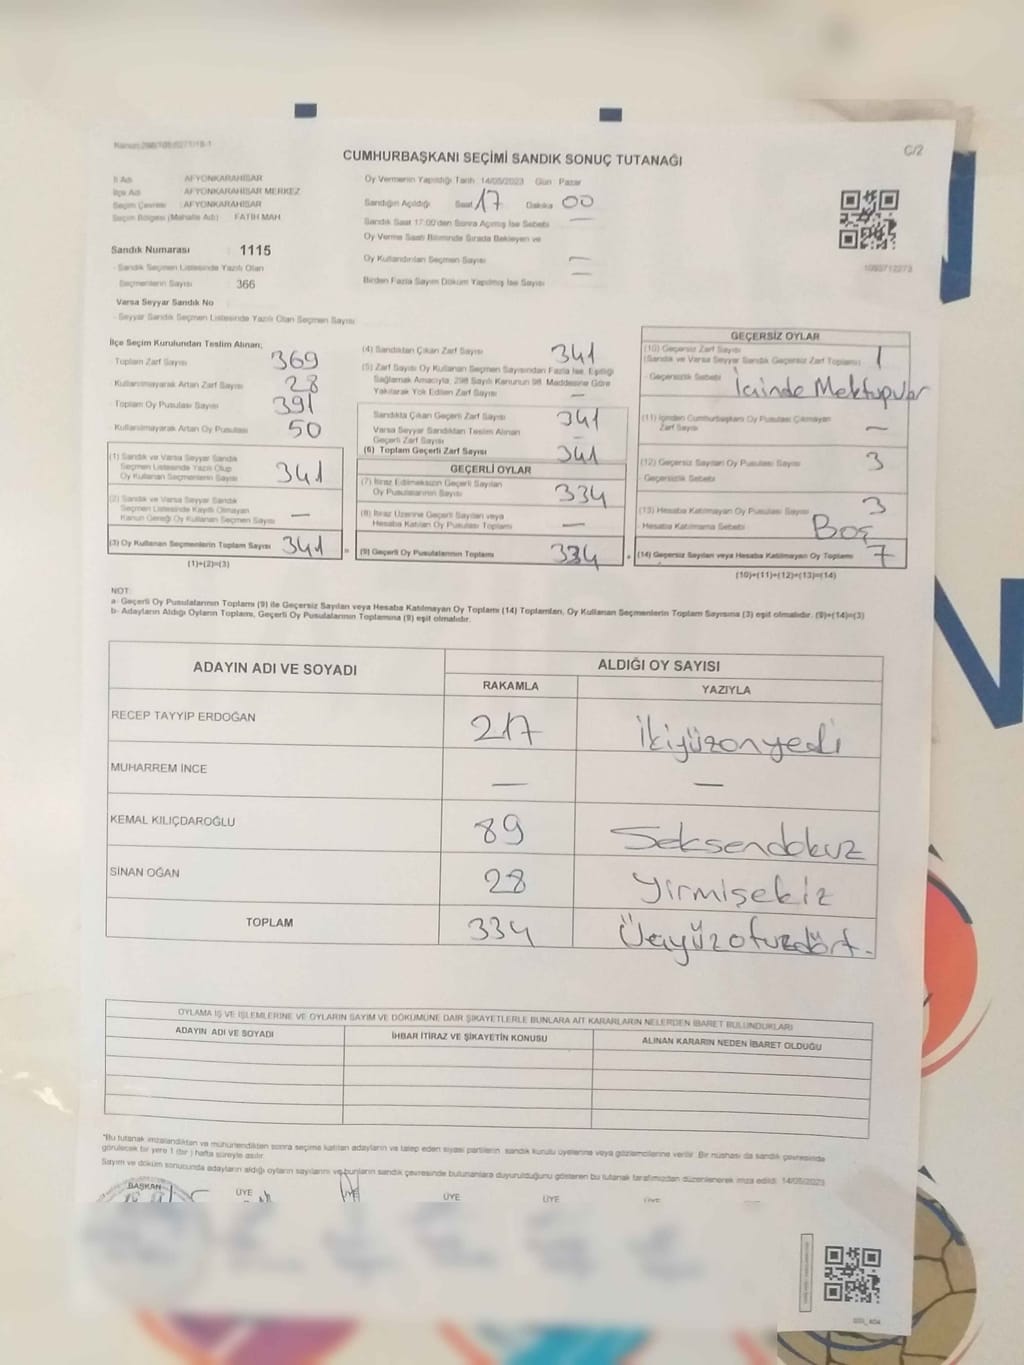 C/2
CUMHURBAŞKANI SEÇİMİ SANDIK SONUÇ TUTANAĞI
İl Adı AFYONKARAHİSAR
İlçe Adı AFYONKARAHİSAR MERKEZ
Seçim Çevresi : AFYONKARAHİSAR
Seçim Bölgesi (Mahalle Adı) FATİH MAH
Oy Vermenin Yapıldığı Tarih :14/05/2023 Gün : Pazar
Sandığın Açıldığı Saat 17 Dakika 00
Sandık Saat 17:00'den Sonra Açılmış İse Sebebi —
Oy Verme Saati Bitiminde Sırada Bekleyen ve
Oy Kullandırılan Seçmen Sayısı —
Birden Fazla Sayım Döküm Yapılmış İse Sayısı —
1093712273
Sandık Numarası : 1115
- Sandık Seçmen Listesinde Yazılı Olan
Seçmenlerin Sayısı 366
Varsa Seyyar Sandık No
- Seyyar Sandık Seçmen Listesinde Yazılı Olan Seçmen Sayısı
İlçe Seçim Kurulundan Teslim Alınan;
Toplam Zarf Sayısı 369
Kullanılmayarak Artan Zarf Sayısı 28
Toplam Oy Pusulası Sayısı 391
Kullanılmayarak Artan Oy Pusulası 50
(1) Sandık ve Varsa Seyyar Sandık
Seçmen Listesinde Yazılı Olup
Oy Kullanan Seçmenlerin Sayısı 341
(2) Sandık ve Varsa Seyyar Sandık
Seçmen Listesinde Kayıtlı Olmayan
Kanun Gereği Oy Kullanan Seçmen Sayısı —
(3) Oy Kullanan Seçmenlerin Toplam Sayısı 341
(1)+(2)=(3)
(4) Sandıktan Çıkan Zarf Sayısı 341
(5) Zarf Sayısı Oy Kullanan Seçmen Sayısından Fazla İse, Eşitliği
Sağlamak Amacıyla, 298 Sayılı Kanunun 98. Maddesine Göre
Yakılarak Yok Edilen Zarf Sayısı —
Sandıkta Çıkan Geçerli Zarf Sayısı 341
Varsa Seyyar Sandıktan Teslim Alınan
Geçerli Zarf Sayısı —
(6) Toplam Geçerli Zarf Sayısı 341
GEÇERLİ OYLAR
(7) İtiraz Edilmeksizin Geçerli Sayılan
Oy Pusulalarının Sayısı 334
(8) İtiraz Üzerine Geçerli Sayılan veya
Hesaba Katılan Oy Pusulası Toplamı —
(9) Geçerli Oy Pusulalarının Toplamı 334
GEÇERSİZ OYLAR
(10) Geçersiz Zarf Sayısı
(Sandık ve Varsa Seyyar Sandık Geçersiz Zarf Toplamı) 1
- Geçersizlik Sebebi İçinde Mektupvar
(11) İçinden Cumhurbaşkanı Oy Pusulası Çıkmayan
Zarf Sayısı —
(12) Geçersiz Sayılan Oy Pusulası Sayısı 3
- Geçersizlik Sebebi
(13) Hesaba Katılmayan Oy Pusulası Sayısı 3
- Hesaba Katılmama Sebebi Boş
(14) Geçersiz Sayılan veya Hesaba Katılmayan Oy Toplamı 7
(10)+(11)+(12)+(13)=(14)
NOT:
a- Geçerli Oy Pusulalarının Toplamı (9) ile Geçersiz Sayılan veya Hesaba Katılmayan Oy Toplamı (14) Toplamları, Oy Kullanan Seçmenlerin Toplam Sayısına (3) eşit olmalıdır. (9)+(14)=(3)
b- Adayların Aldığı Oyların Toplamı, Geçerli Oy Pusulalarının Toplamına (9) eşit olmalıdır.
ADAYIN ADI VE SOYADI ALDIĞI OY SAYISI
RAKAMLA YAZIYLA
RECEP TAYYİP ERDOĞAN 217 İkiyüzonyedi
MUHARREM İNCE — —
KEMAL KILIÇDAROĞLU 89 Seksendokuz
SİNAN OĞAN 28 Yirmisekiz
TOPLAM 334 Üçyüzotuzdört.
OYLAMA İŞ VE İŞLEMLERİNE VE OYLARIN SAYIM VE DÖKÜMÜNE DAİR ŞİKAYETLERLE BUNLARA AİT KARARLARIN NELERDEN İBARET BULUNDUKLARI
ADAYIN ADI VE SOYADI İHBAR İTİRAZ VE ŞİKAYETİN KONUSU ALINAN KARARIN NEDEN İBARET OLDUĞU
*Bu tutanak imzalandıktan ve mühürlendikten sonra seçime katılan adayların ve talep eden siyasi partilerin sandık kurulu üyelerine veya gözlemcilerine verilir. Bir nüshası da sandık çevresinde
görülecek bir yere 1 (bir) hafta süreyle asılır.
Sayım ve döküm sonucunda adayların aldığı oyların sayılarını ve bunların sandık çevresinde bulunanlara duyurulduğunu gösteren bu tutanak tarafımızdan düzenlenerek imza edildi. 14/05/2023
BAŞKAN ÜYE ÜYE ÜYE ÜYE ÜYE